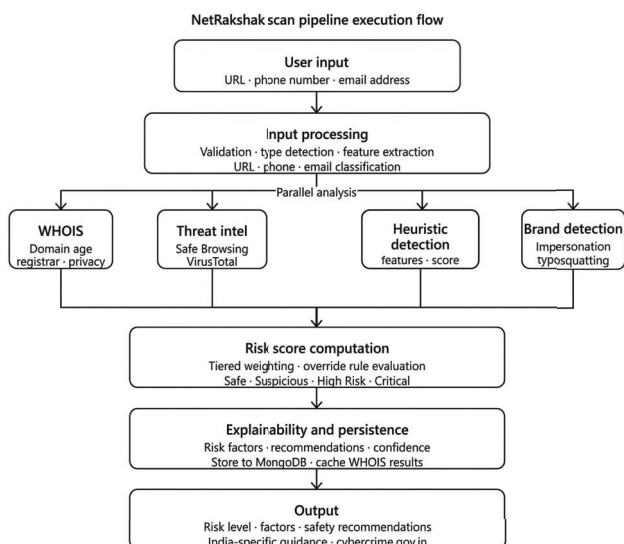 NetRakshak scan pipeline execution flow
User input
URL · phone number · email address
Input processing
Validation · type detection · feature extraction
URL · phone · email classification
Parallel analysis
WHOIS
Domain age
registrar · privacy
Threat intel
Safe Browsing
VirusTotal
Heuristic
detection
features · score
Brand detection
Impersonation
typosquatting
Risk score computation
Tiered weighting · override rule evaluation
Safe · Suspicious · High Risk · Critical
Explainability and persistence
Risk factors · recommendations · confidence
Store to MongoDB · cache WHOIS results
Output
Risk level · factors · safety recommendations
India-specific guidance · cybercrime.gov.in